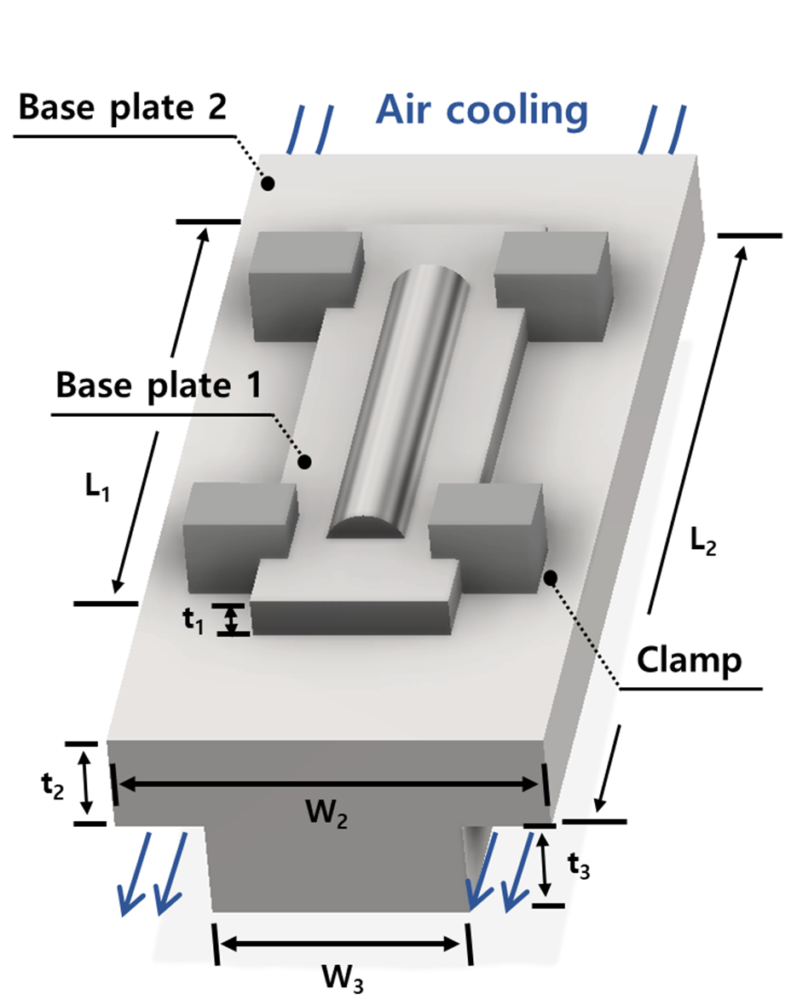 Base plate 2
Air cooling
Base plate 1
L₁
L₂
t₁
Clamp
t₂
W₂
t₃
W₃